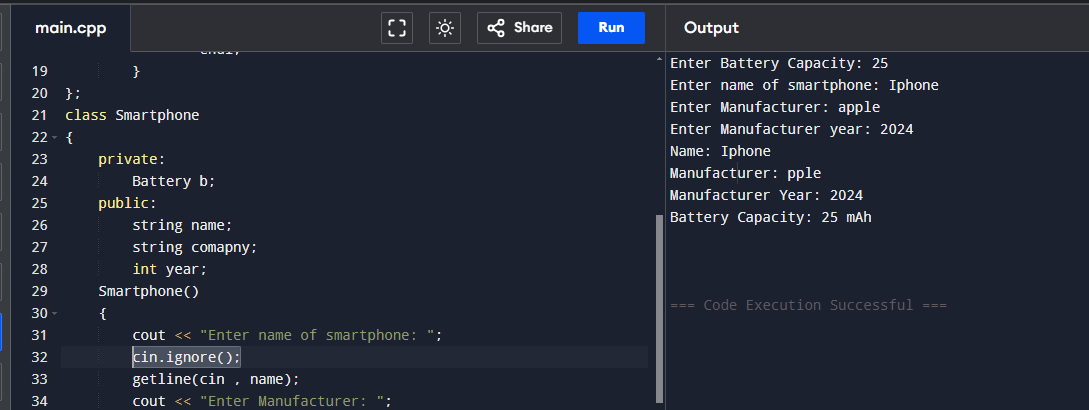 main.cpp
Share
Run
Output
19 }
20 };
21 class Smartphone
22 {
23 private:
24 Battery b;
25 public:
26 string name;
27 string comapny;
28 int year;
29 Smartphone()
30 {
31 cout << "Enter name of smartphone: ";
32 cin.ignore();
33 getline(cin , name);
34 cout << "Enter Manufacturer: ";
Enter Battery Capacity: 25
Enter name of smartphone: Iphone
Enter Manufacturer: apple
Enter Manufacturer year: 2024
Name: Iphone
Manufacturer: pple
Manufacturer Year: 2024
Battery Capacity: 25 mAh
=== Code Execution Successful ===